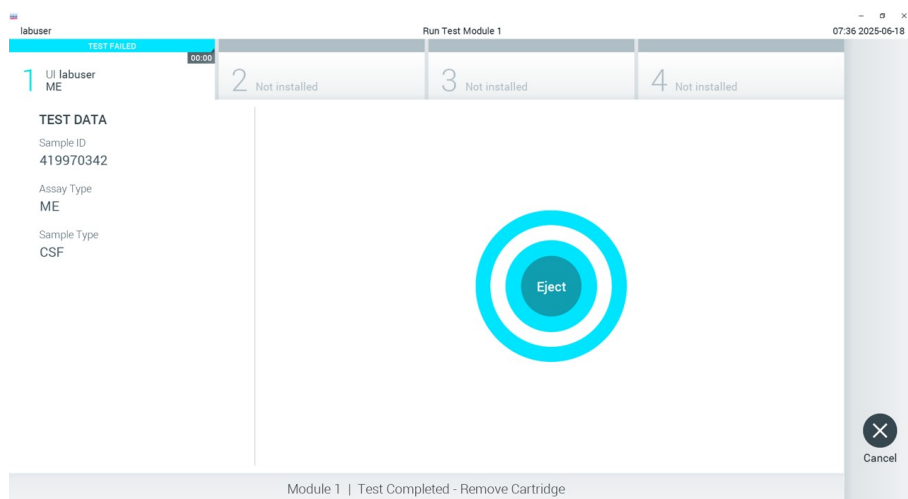 labuser
Run Test Module 1
07:36 2025-06-18
TEST FAILED
00:00
1
UI labuser
ME
2 Not installed
3 Not installed
4 Not installed
TEST DATA
Sample ID
419970342
Assay Type
ME
Sample Type
CSF
Eject
Cancel
Module 1 | Test Completed - Remove Cartridge